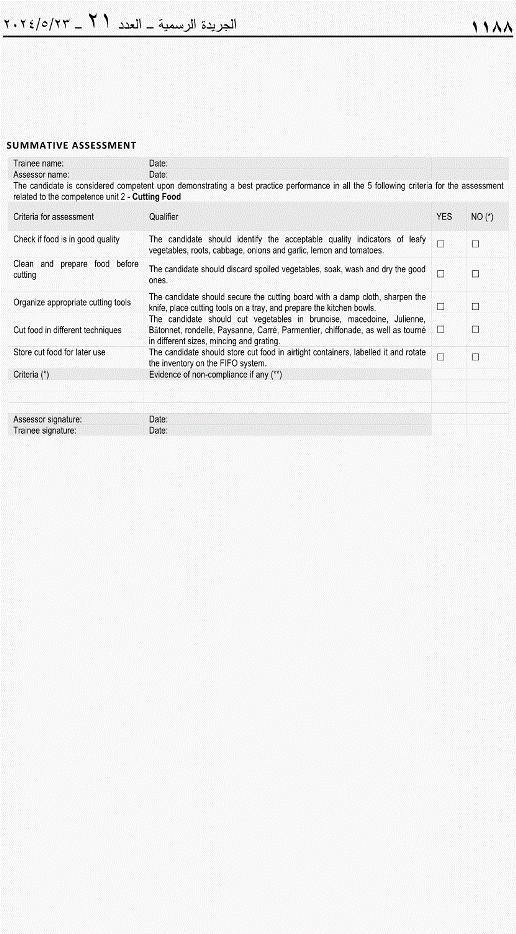 ١١٨٨ الجريدة الرسمية ــ العدد ٢١ ــ ٢٠٢٤/٥/٢٣
SUMMATIVE ASSESSMENT
Trainee name: Date:
Assessor name: Date:
The candidate is considered competent upon demonstrating a best practice performance in all the 5 following criteria for the assessment
related to the competence unit 2 - Cutting Food
Criteria for assessment Qualifier YES NO (*)
Check if food is in good quality The candidate should identify the acceptable quality indicators of leafy
vegetables, roots, cabbage, onions and garlic, lemon and tomatoes. ☐ ☐
Clean and prepare food before
cutting The candidate should discard spoiled vegetables, soak, wash and dry the good
ones. ☐ ☐
Organize appropriate cutting tools The candidate should secure the cutting board with a damp cloth, sharpen the
knife, place cutting tools on a tray, and prepare the kitchen bowls. ☐ ☐
Cut food in different techniques The candidate should cut vegetables in brunoise, macedoine, Julienne,
Bâtonnet, rondelle, Paysanne, Carré, Parmentier, chiffonade, as well as tourné
in different sizes, mincing and grating. ☐ ☐
Store cut food for later use The candidate should store cut food in airtight containers, labelled it and rotate
the inventory on the FIFO system. ☐ ☐
Criteria (*) Evidence of non-compliance if any (**)
Assessor signature: Date:
Trainee signature: Date: